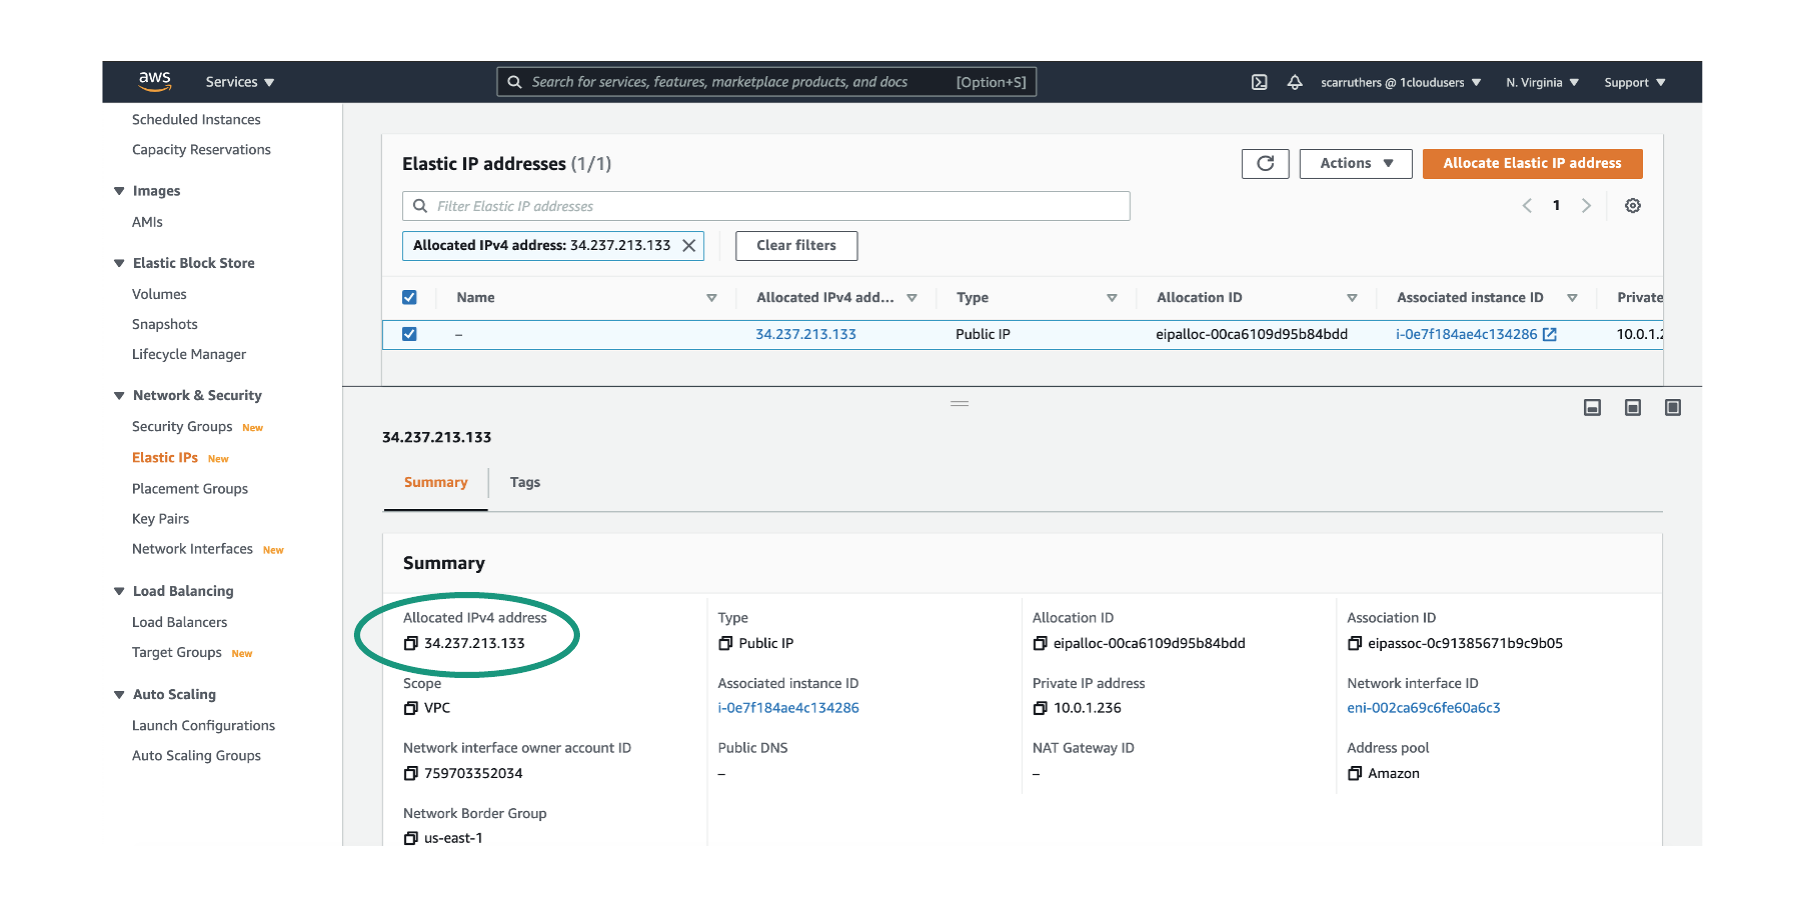 aws
Services
Search for services, features, marketplace products, and docs [Option+S]
scarruthers @ 1cloudusers
N. Virginia
Support
Scheduled Instances
Capacity Reservations
Images
AMIs
Elastic Block Store
Volumes
Snapshots
Lifecycle Manager
Network & Security
Security Groups New
Elastic IPs New
Placement Groups
Key Pairs
Network Interfaces New
Load Balancing
Load Balancers
Target Groups New
Auto Scaling
Launch Configurations
Auto Scaling Groups
Elastic IP addresses (1/1)
Actions
Allocate Elastic IP address
Filter Elastic IP addresses
1
Allocated IPv4 address: 34.237.213.133
Clear filters
Name Allocated IPv4 add... Type Allocation ID Associated instance ID Private
– 34.237.213.133 Public IP eipalloc-00ca6109d95b84bdd i-0e7f184ae4c134286 10.0.1.2
34.237.213.133
Summary Tags
Summary
Allocated IPv4 address
34.237.213.133
Type
Public IP
Allocation ID
eipalloc-00ca6109d95b84bdd
Association ID
eipassoc-0c91385671b9c9b05
Scope
VPC
Associated instance ID
i-0e7f184ae4c134286
Private IP address
10.0.1.236
Network interface ID
eni-002ca69c6fe60a6c3
Network interface owner account ID
759703352034
Public DNS
–
NAT Gateway ID
–
Address pool
Amazon
Network Border Group
us-east-1